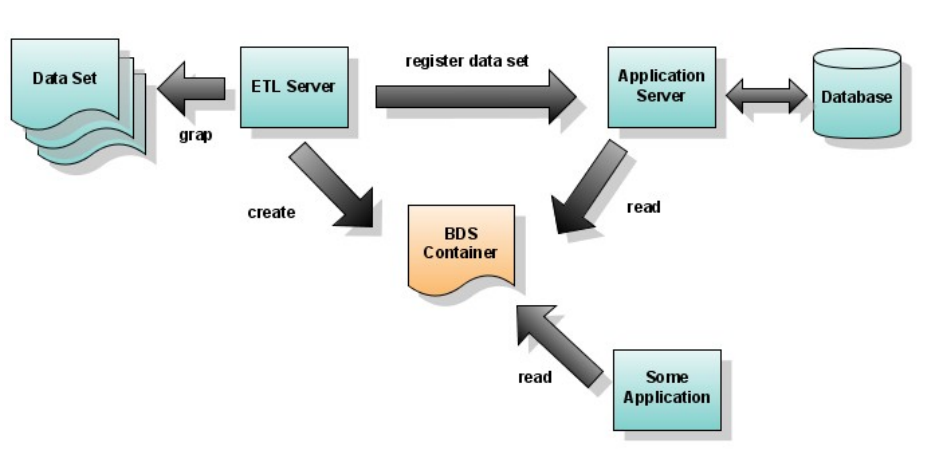 Data Set
grap
ETL Server
register data set
Application
Server
Database
create
read
BDS
Container
read
Some
Application